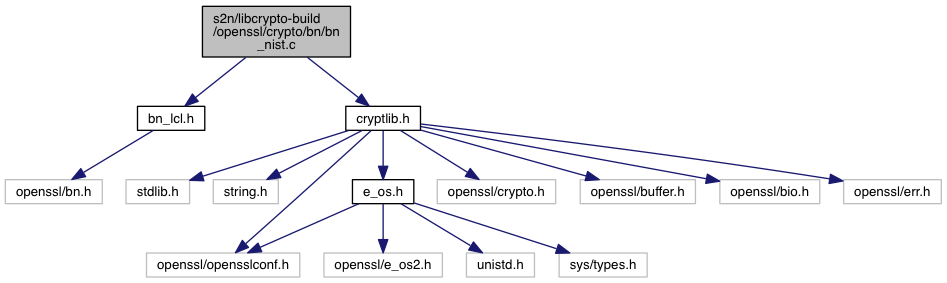 s2n/libcrypto-build
/openssl/crypto/bn/bn
_nist.c
bn_lcl.h
cryptlib.h
openssl/bn.h
stdlib.h
string.h
e_os.h
openssl/crypto.h
openssl/buffer.h
openssl/bio.h
openssl/err.h
openssl/opensslconf.h
openssl/e_os2.h
unistd.h
sys/types.h